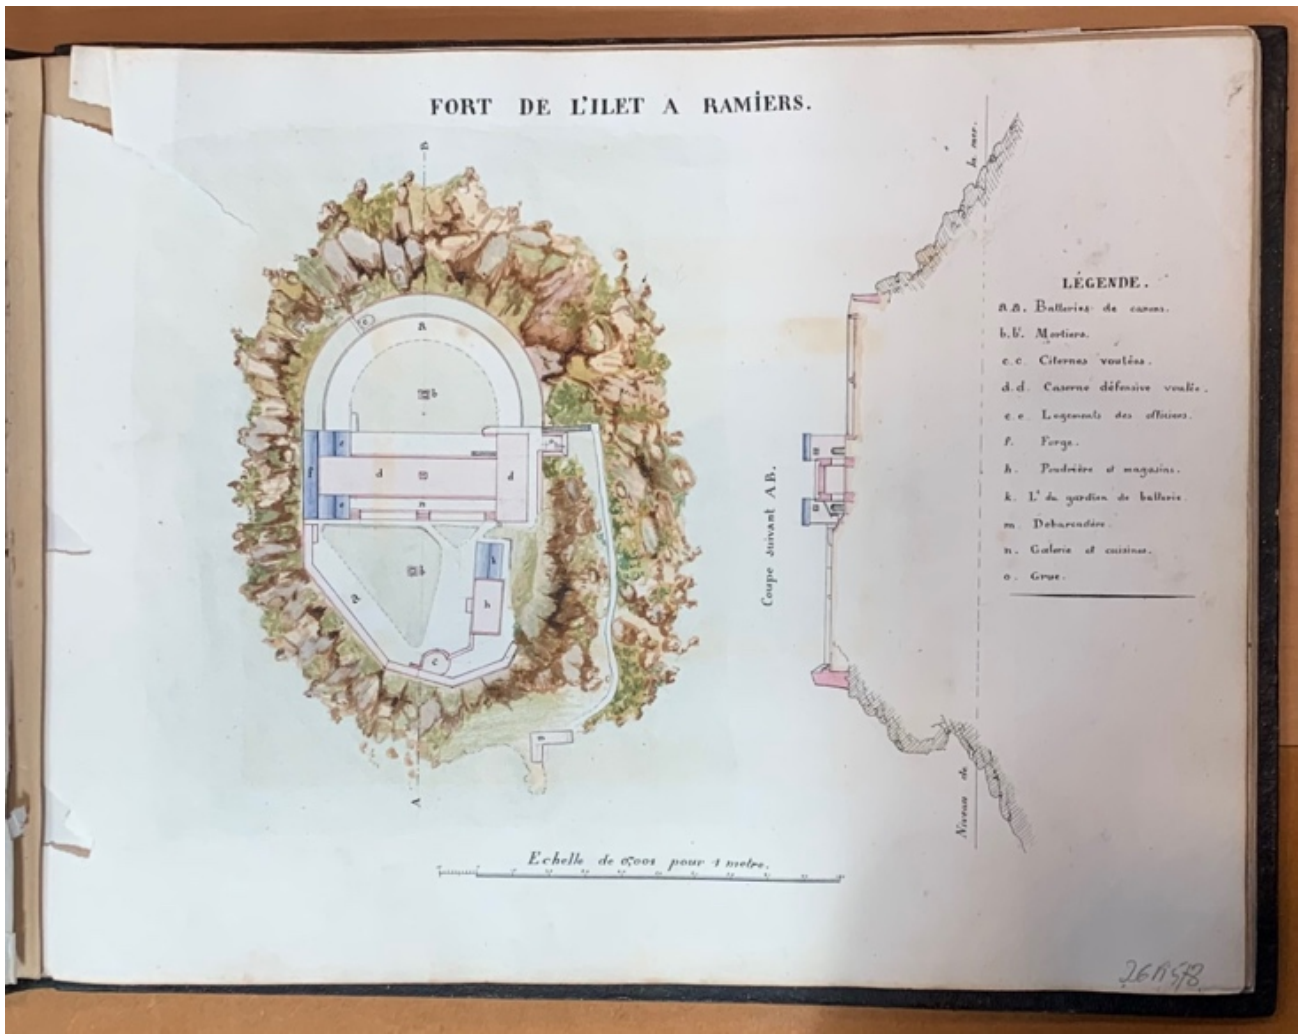 FORT DE L'ILET A RAMIERS.
B
la mer.
LÉGENDE.
a.a. Batteries de canons.
b.b'. Mortiers.
c.c. Citernes voutées.
d.d. Caserne défensive voutée.
e.e. Logements des officiers.
f. Forge.
h. Poudrière et magasins.
k. Lt du gardien de batterie.
m. Débarcadère.
n. Galerie et cuisines.
o. Grue.
a
b
e
f
d
d
e
n
h
c
Coupe suivant AB.
A
Niveau de
Echelle de 0,001 pour 1 metre.